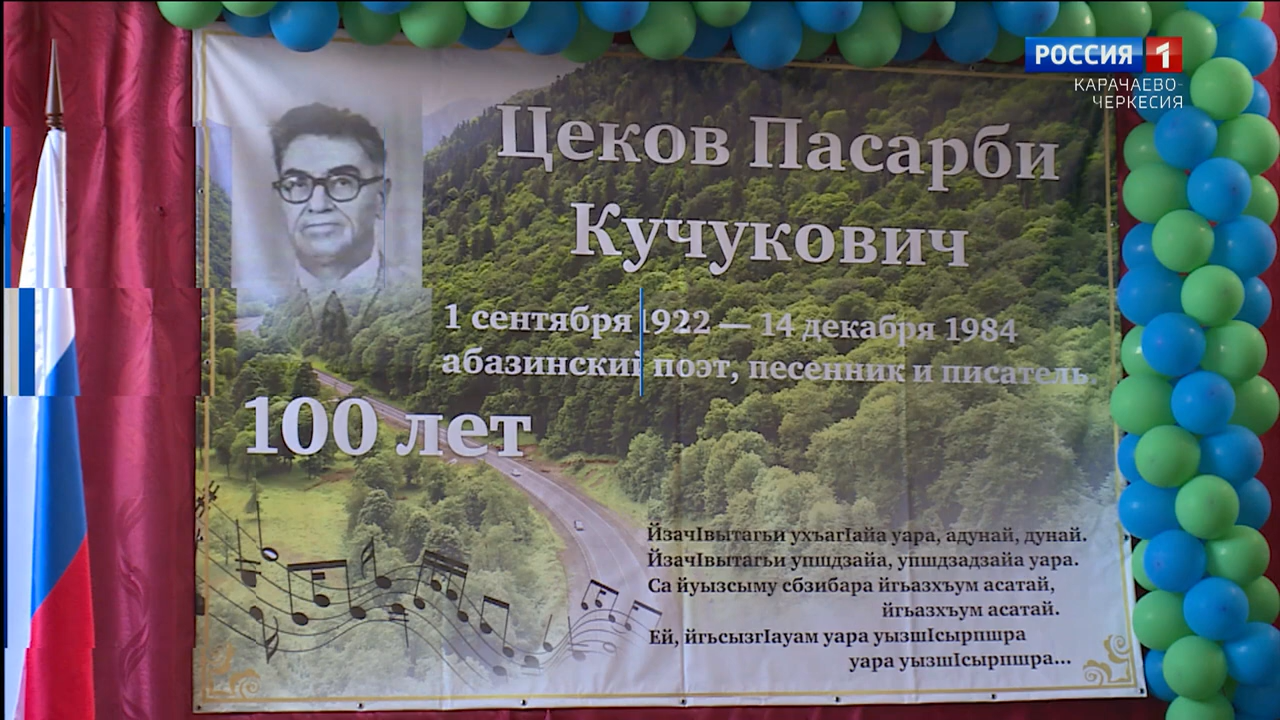 РОССИЯ 1
КАРАЧАЕВО-
ЧЕРКЕСИЯ
Цеков Пасарби
Кучукович
1 сентября 1922 — 14 декабря 1984
абазинский поэт, песенник и писатель.
100 лет
ЙзачӀвытагьи ухъагӀайа уара, адунай, дунай.
ЙзачӀвытагьи упшдзайа, упшдзадзайа уара.
Са йуызсыму сбзибара йгьазхъум асатай,
йгьазхъум асатай.
Ей, йгьсызгӀауам уара уызшӀсырпшра
уара уызшӀсырпшра...